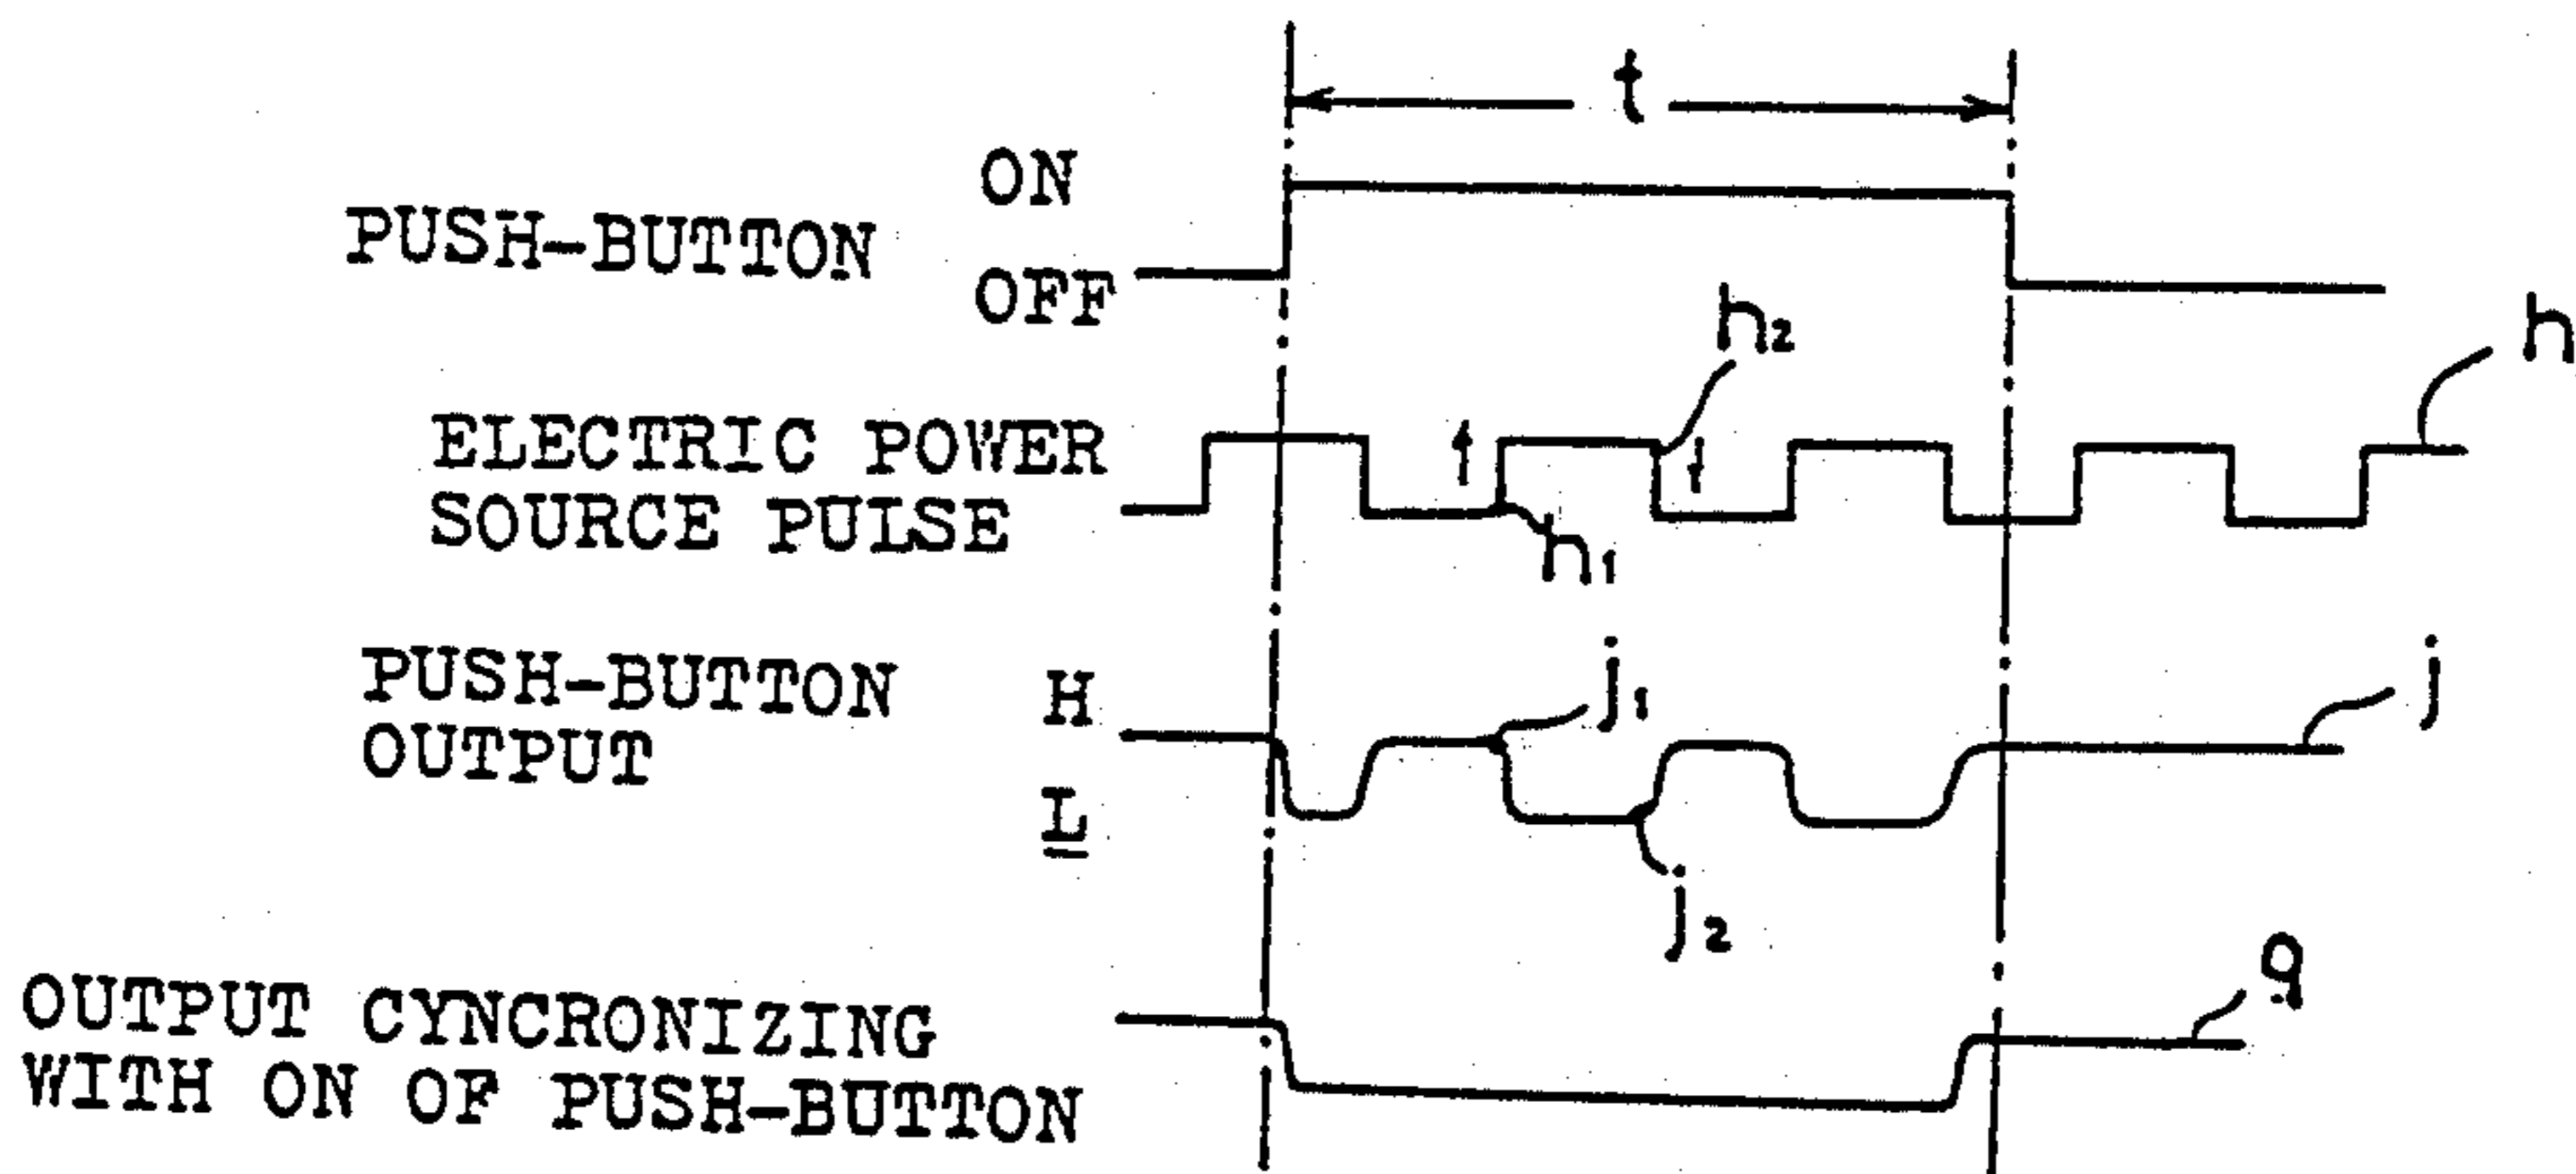 t
ON
PUSH-BUTTON
OFF
h2
h
ELECTRIC POWER
SOURCE PULSE
h1
PUSH-BUTTON
OUTPUT
H
L
j1
j
j2
g
OUTPUT CYNCRONIZING
WITH ON OF PUSH-BUTTON